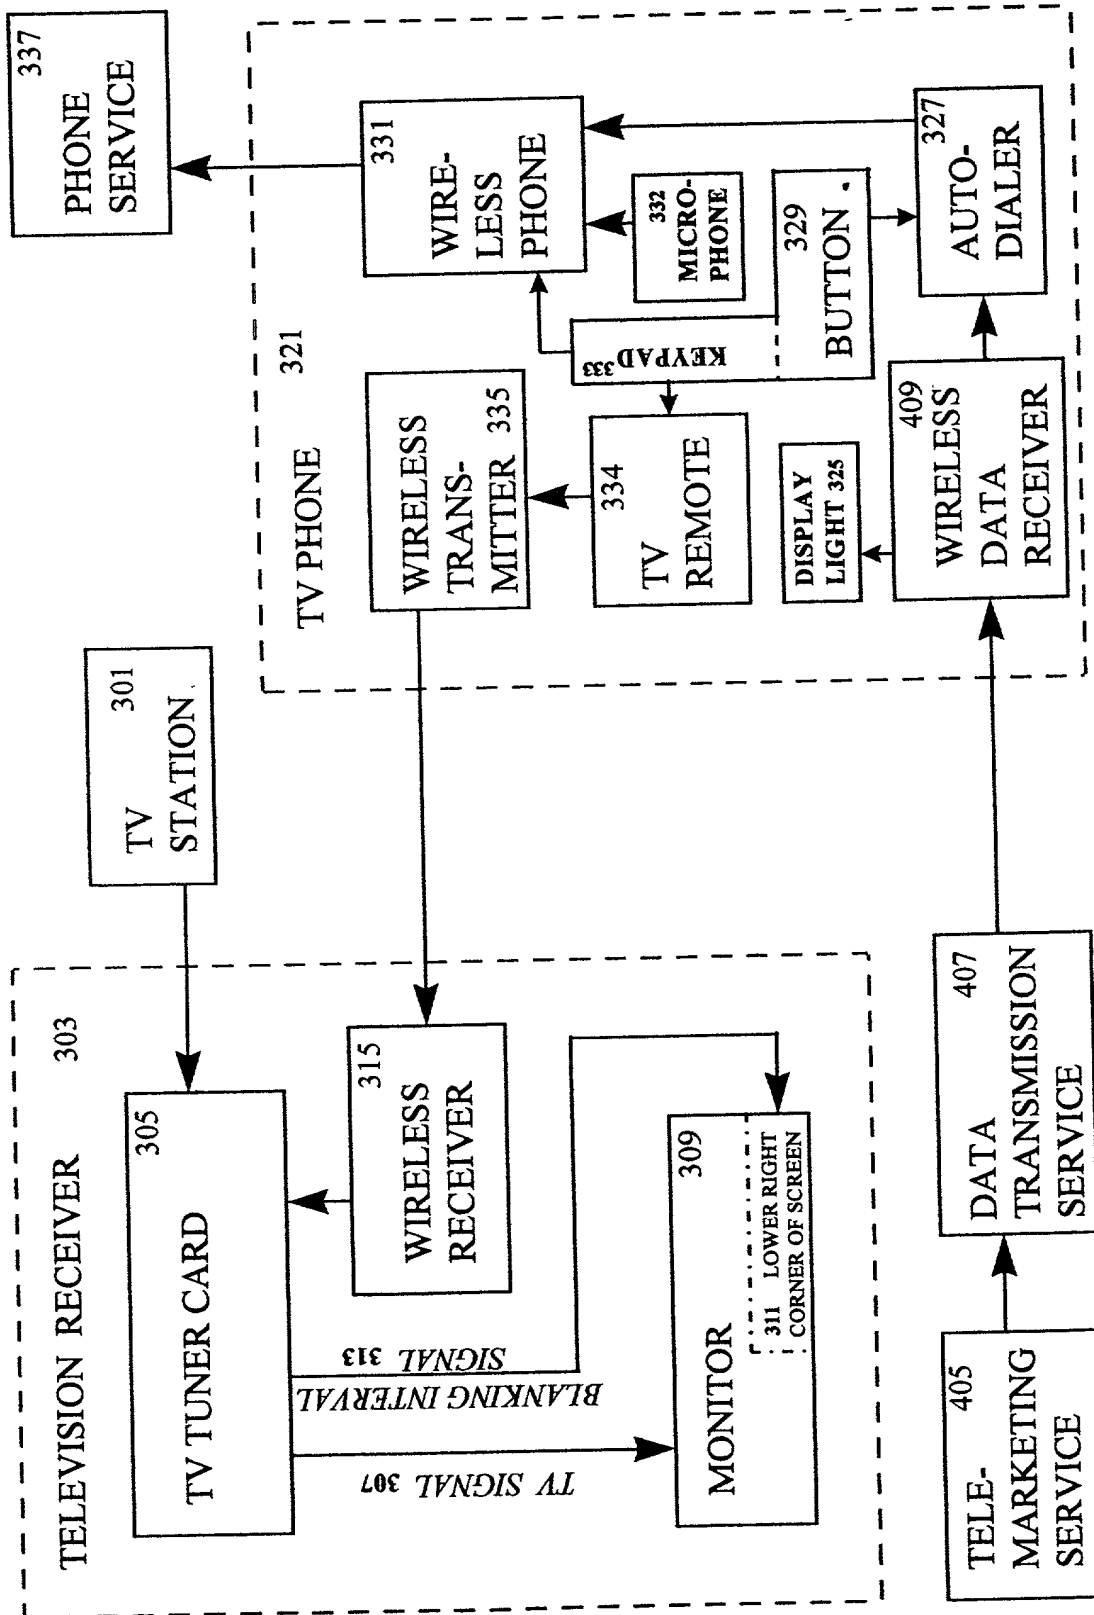 TELEVISION RECEIVER 303
TV TUNER CARD
305
TV SIGNAL 307
BLANKING INTERVAL
SIGNAL 313
WIRELESS
RECEIVER
315
MONITOR
309
311 LOWER RIGHT
CORNER OF SCREEN
TV
STATION
301
TELE-
MARKETING
SERVICE
405
DATA
TRANSMISSION
SERVICE
407
TV PHONE
321
WIRELESS
TRANS-
MITTER 335
TV
REMOTE
334
DISPLAY
LIGHT 325
WIRELESS
DATA
RECEIVER
409
KEYPAD
333
BUTTON
329
332
MICRO-
PHONE
WIRE-
LESS
PHONE
331
AUTO-
DIALER
327
PHONE
SERVICE
337